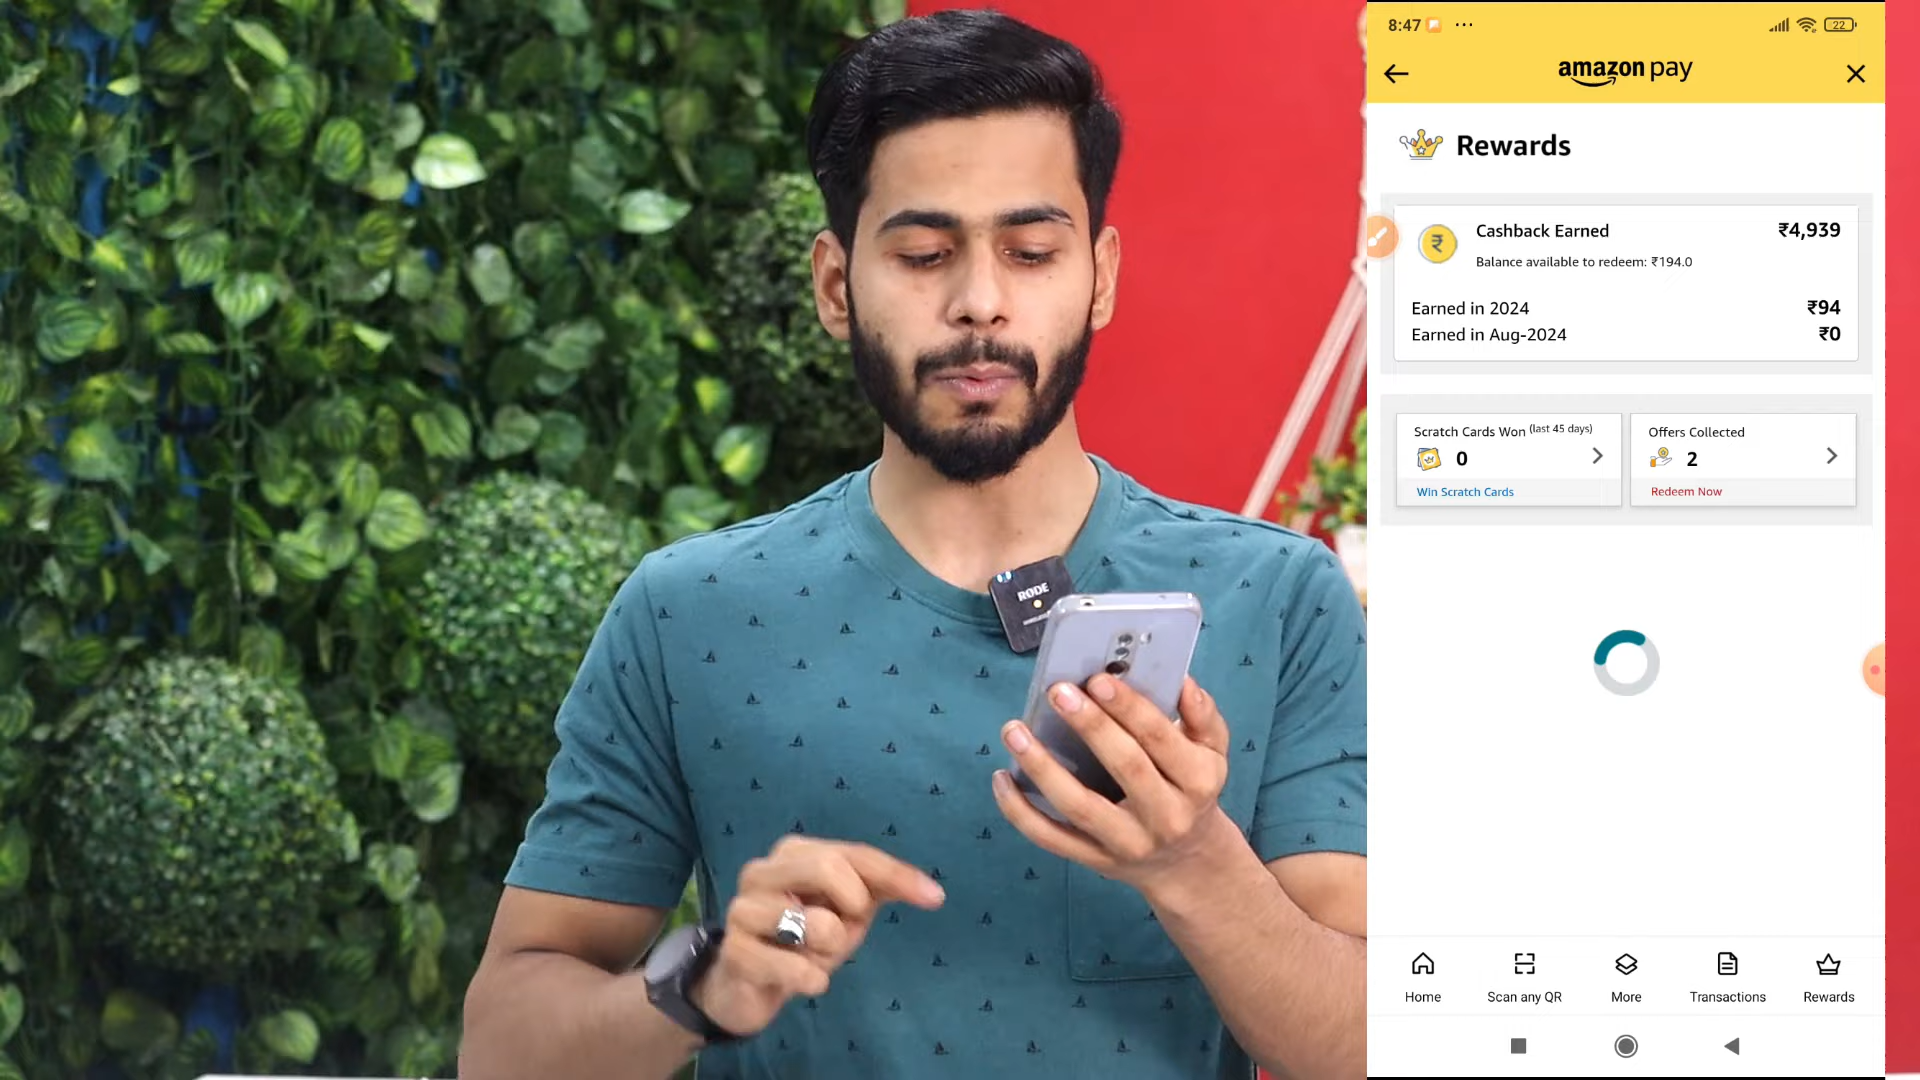 8:47
22
amazon pay
Rewards
Cashback Earned ₹4,939
Balance available to redeem: ₹194.0
Earned in 2024 ₹94
Earned in Aug-2024 ₹0
Scratch Cards Won (last 45 days)
0
Win Scratch Cards
Offers Collected
2
Redeem Now
RODE
Home
Scan any QR
More
Transactions
Rewards